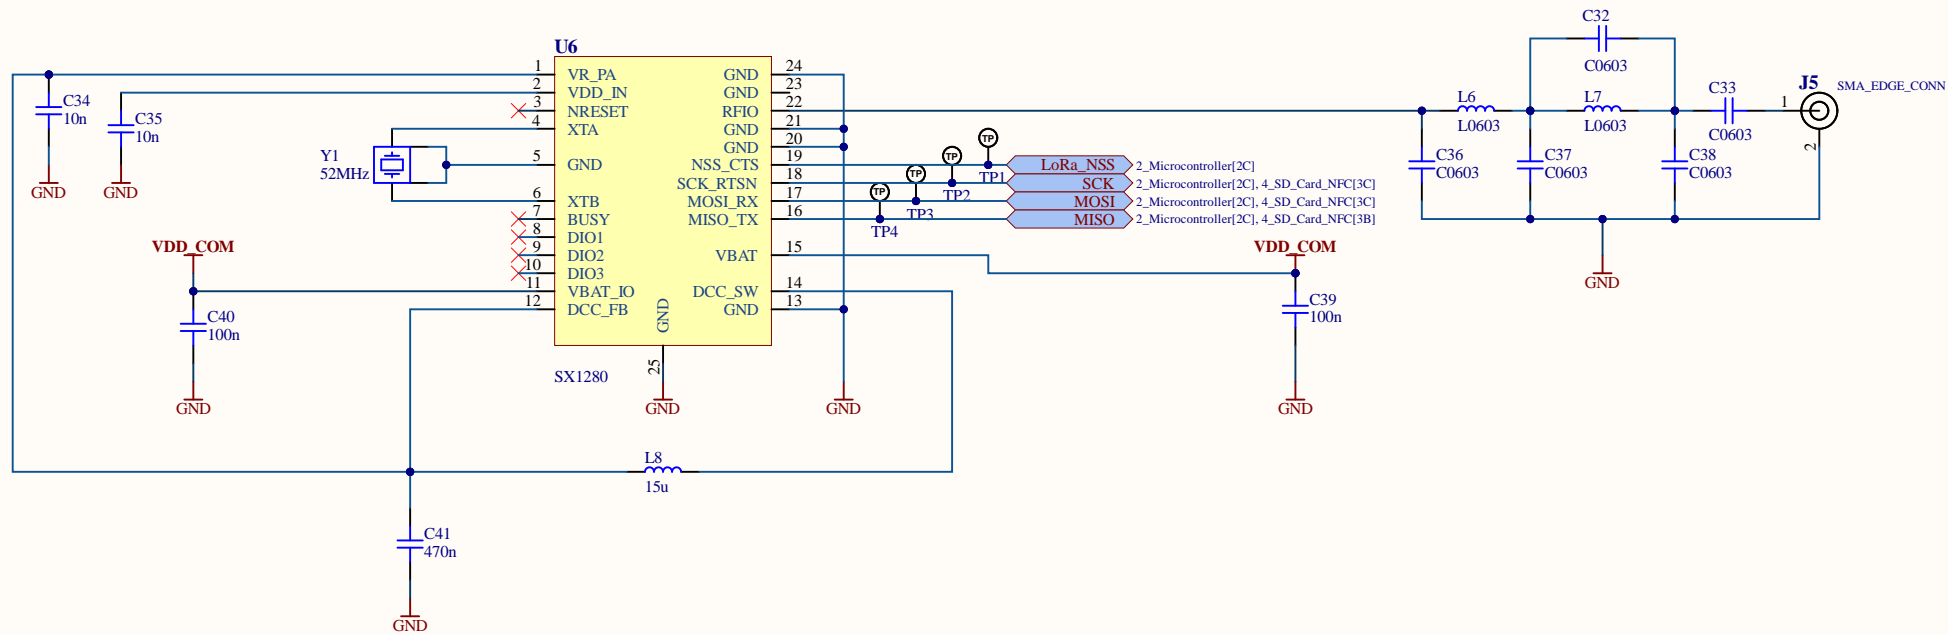 U6
1 VR_PA
2 VDD_IN
3 NRESET
4 XTA
5 GND
6 XTB
7 BUSY
8 DIO1
9 DIO2
10 DIO3
11 VBAT_IO
12 DCC_FB
GND 24
GND 23
RFIO 22
GND 21
GND 20
NSS_CTS 19
SCK_RTSN 18
MOSI_RX 17
MISO_TX 16
VBAT 15
DCC_SW 14
GND 13
GND
25
SX1280
GND
GND
C34
10n
GND
C35
10n
GND
Y1
52MHz
VDD_COM
C40
100n
GND
L8
15u
C41
470n
GND
TP
TP1
TP
TP2
TP
TP3
TP
TP4
LoRa_NSS 2_Microcontroller[2C]
SCK 2_Microcontroller[2C], 4_SD_Card_NFC[3C]
MOSI 2_Microcontroller[2C], 4_SD_Card_NFC[3C]
MISO 2_Microcontroller[2C], 4_SD_Card_NFC[3B]
VDD_COM
C39
100n
GND
C32
C0603
L6
L0603
L7
L0603
C33
C0603
C36
C0603
C37
C0603
C38
C0603
GND
J5 SMA_EDGE_CONN
1
2